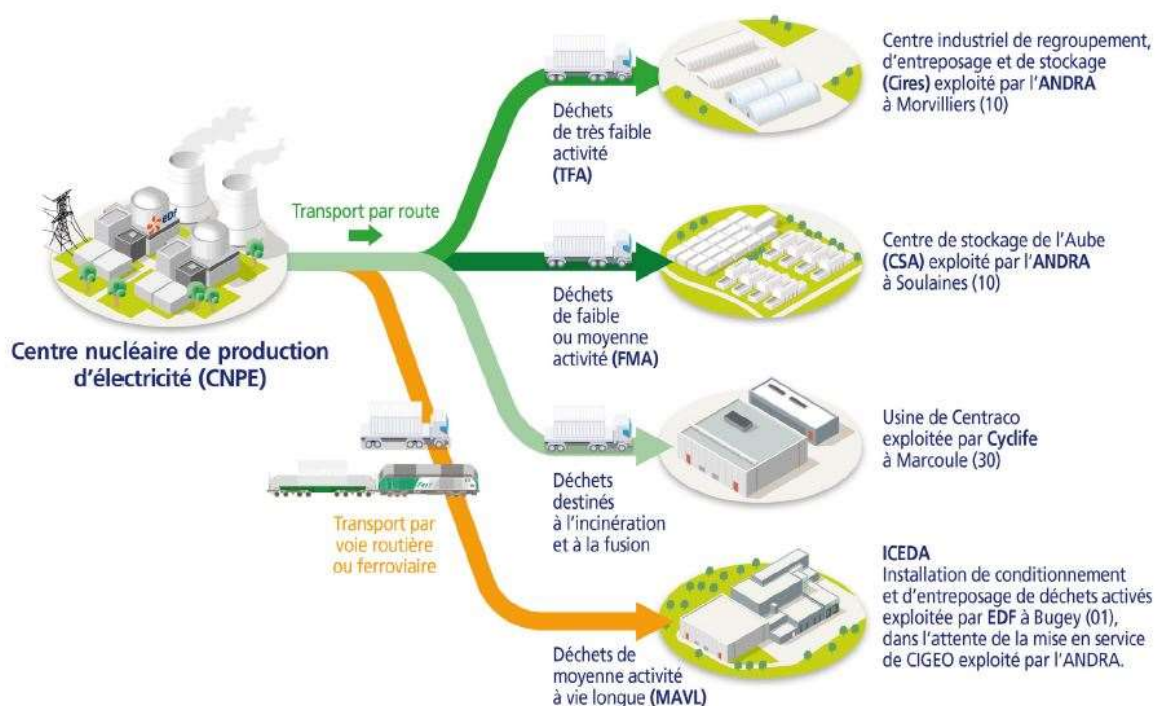 Centre industriel de regroupement,
d'entreposage et de stockage
(Cires) exploité par l'ANDRA
à Morvilliers (10)
Déchets
de très faible
activité
(TFA)
EDF
Transport par route
Centre de stockage de l'Aube
(CSA) exploité par l'ANDRA
à Soulaines (10)
Déchets
de faible
ou moyenne
activité (FMA)
Centre nucléaire de production
d'électricité (CNPE)
Usine de Centraco
exploitée par Cyclife
à Marcoule (30)
Déchets
destinés
à l'incinération
et à la fusion
Transport par
voie routière
ou ferroviaire
ICEDA
Installation de conditionnement
et d'entreposage de déchets activés
exploitée par EDF à Bugey (01),
dans l'attente de la mise en service
de CIGEO exploité par l'ANDRA.
Déchets de
moyenne activité
à vie longue (MAVL)